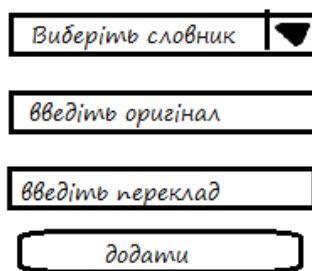 Виберіть словник
введіть оригінал
введіть переклад
додати